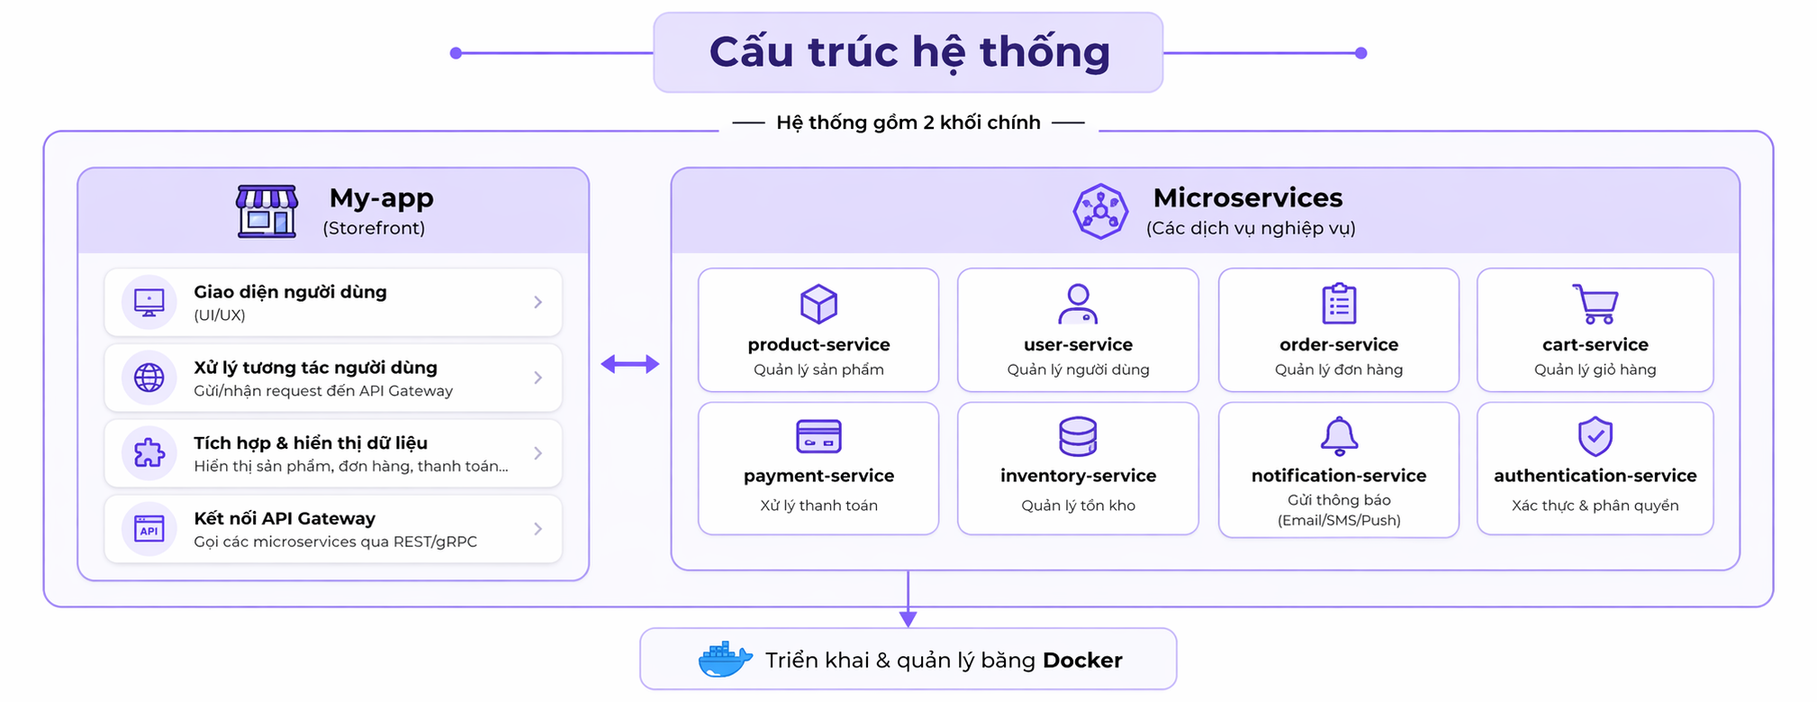 Cấu trúc hệ thống
Hệ thống gồm 2 khối chính
My-app
(Storefront)
Giao diện người dùng
(UI/UX)
Xử lý tương tác người dùng
Gửi/nhận request đến API Gateway
Tích hợp & hiển thị dữ liệu
Hiển thị sản phẩm, đơn hàng, thanh toán...
API
Kết nối API Gateway
Gọi các microservices qua REST/gRPC
Microservices
(Các dịch vụ nghiệp vụ)
product-service
Quản lý sản phẩm
user-service
Quản lý người dùng
order-service
Quản lý đơn hàng
cart-service
Quản lý giỏ hàng
payment-service
Xử lý thanh toán
inventory-service
Quản lý tồn kho
notification-service
Gửi thông báo
(Email/SMS/Push)
authentication-service
Xác thực & phân quyền
Triển khai & quản lý băng Docker